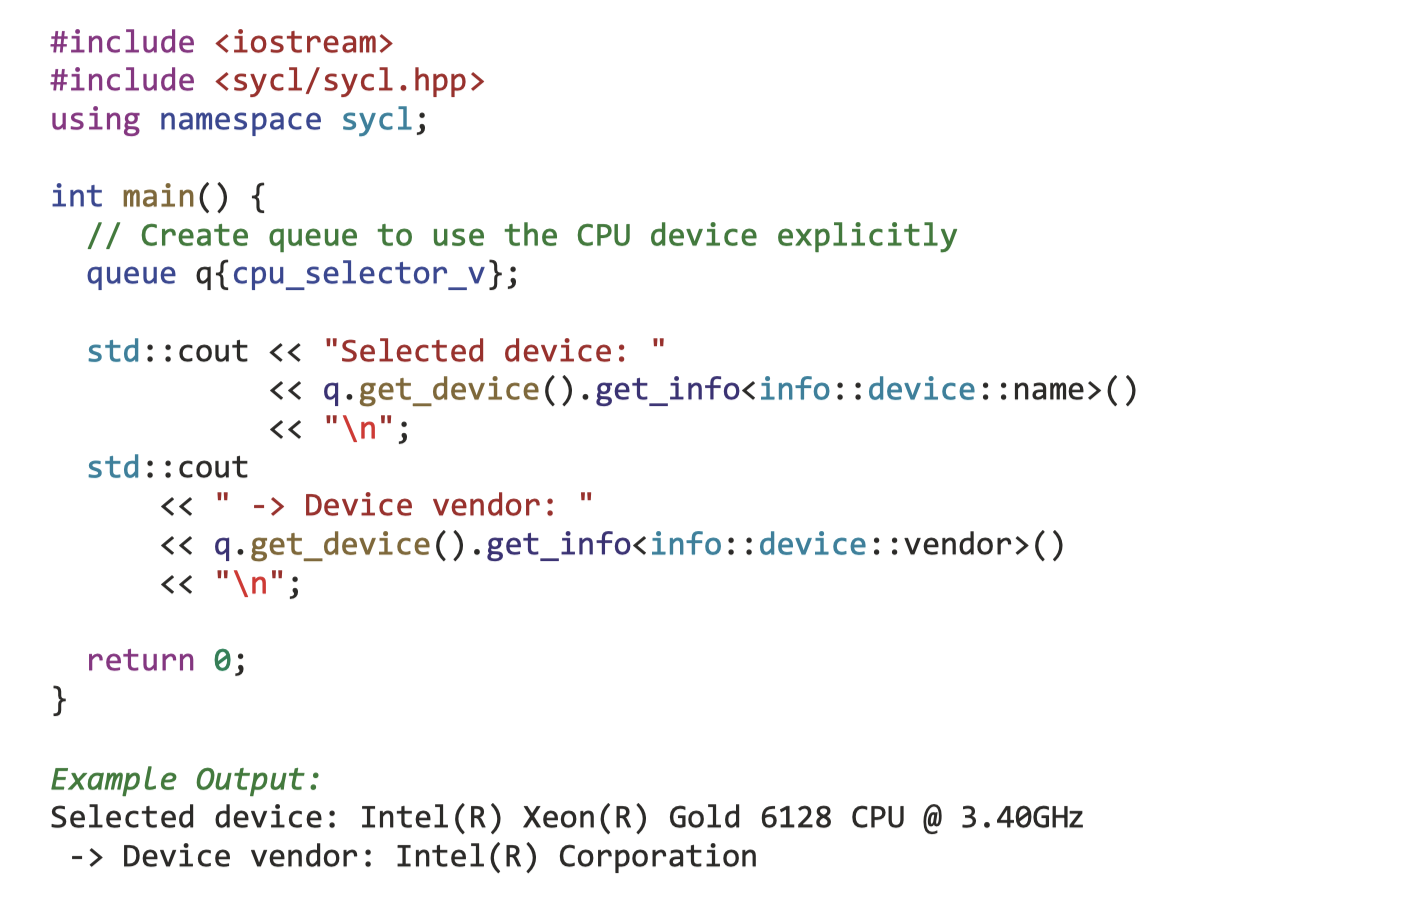 #include <iostream>
#include <sycl/sycl.hpp>
using namespace sycl;

int main() {
  // Create queue to use the CPU device explicitly
  queue q{cpu_selector_v};

  std::cout << "Selected device: "
            << q.get_device().get_info<info::device::name>()
            << "\n";
  std::cout
      << " -> Device vendor: "
      << q.get_device().get_info<info::device::vendor>()
      << "\n";

  return 0;
}

Example Output:
Selected device: Intel(R) Xeon(R) Gold 6128 CPU @ 3.40GHz
 -> Device vendor: Intel(R) Corporation